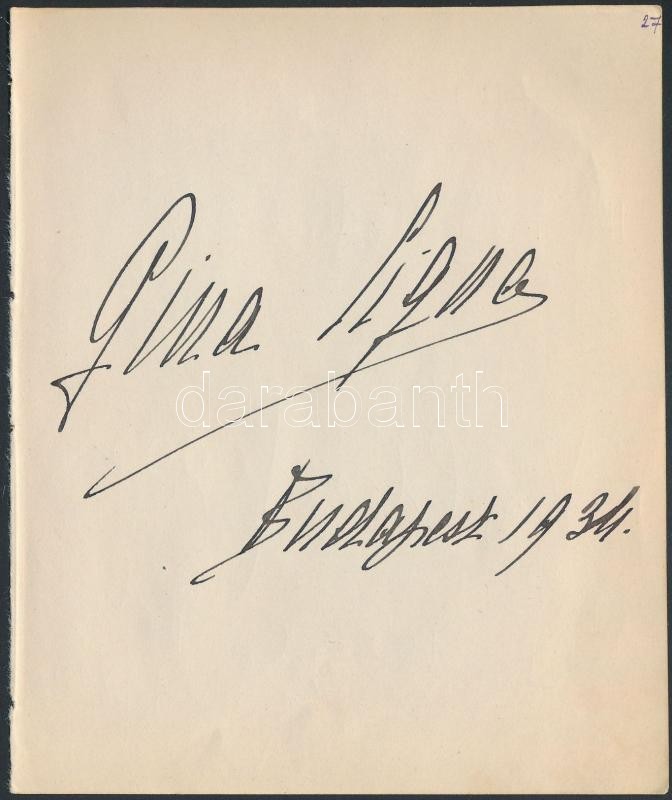 27
Gina Cigna
darabanth
Budapest 1934.